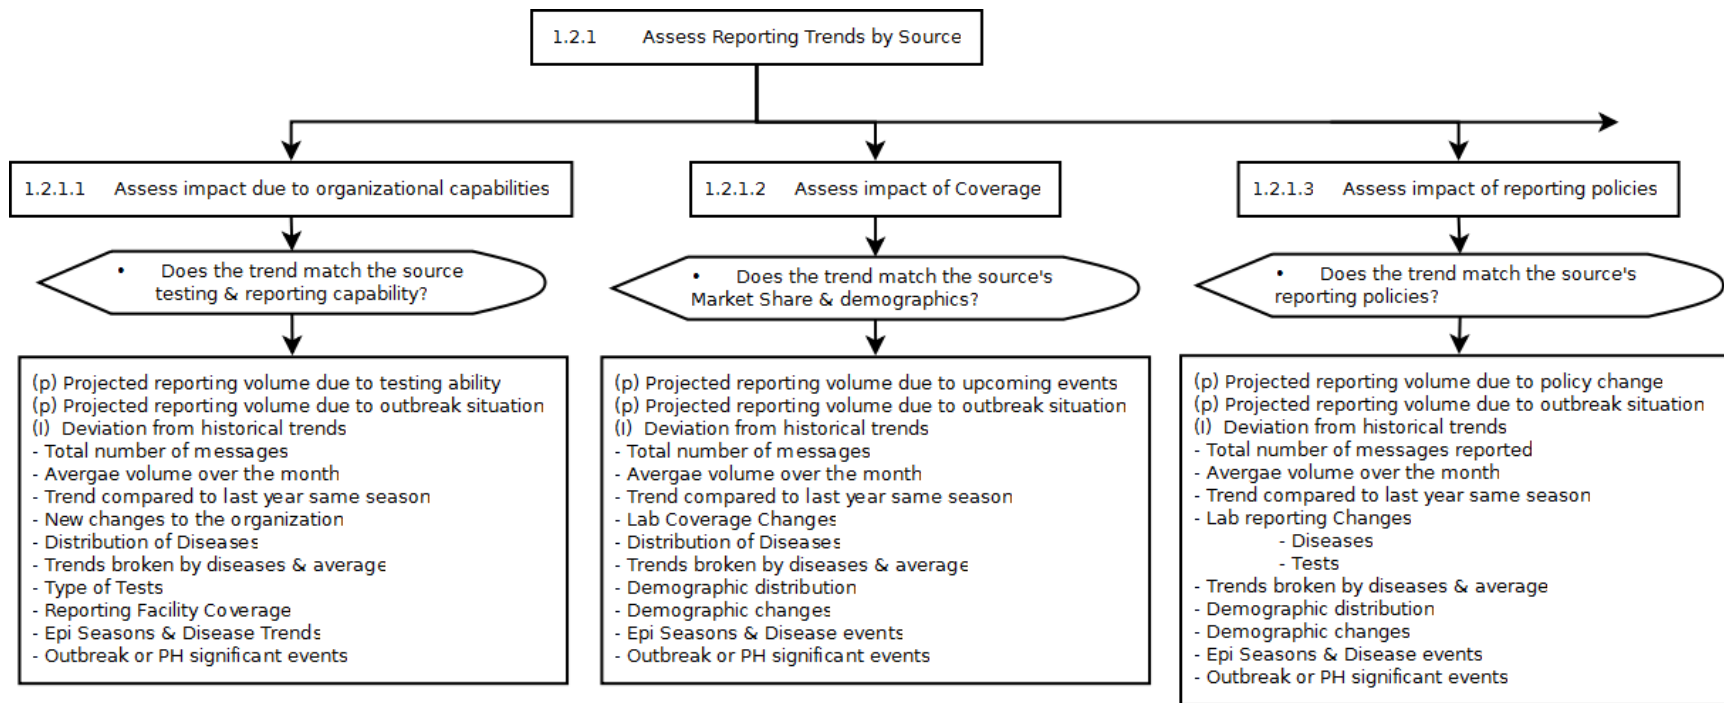 1.2.1 Assess Reporting Trends by Source
1.2.1.1 Assess impact due to organizational capabilities
• Does the trend match the source
testing & reporting capability?
(p) Projected reporting volume due to testing ability
(p) Projected reporting volume due to outbreak situation
(I) Deviation from historical trends
- Total number of messages
- Avergae volume over the month
- Trend compared to last year same season
- New changes to the organization
- Distribution of Diseases
- Trends broken by diseases & average
- Type of Tests
- Reporting Facility Coverage
- Epi Seasons & Disease Trends
- Outbreak or PH significant events
1.2.1.2 Assess impact of Coverage
• Does the trend match the source's
Market Share & demographics?
(p) Projected reporting volume due to upcoming events
(p) Projected reporting volume due to outbreak situation
(I) Deviation from historical trends
- Total number of messages
- Avergae volume over the month
- Trend compared to last year same season
- Lab Coverage Changes
- Distribution of Diseases
- Trends broken by diseases & average
- Demographic distribution
- Demographic changes
- Epi Seasons & Disease events
- Outbreak or PH significant events
1.2.1.3 Assess impact of reporting policies
• Does the trend match the source's
reporting policies?
(p) Projected reporting volume due to policy change
(p) Projected reporting volume due to outbreak situation
(I) Deviation from historical trends
- Total number of messages reported
- Avergae volume over the month
- Trend compared to last year same season
- Lab reporting Changes
- Diseases
- Tests
- Trends broken by diseases & average
- Demographic distribution
- Demographic changes
- Epi Seasons & Disease events
- Outbreak or PH significant events